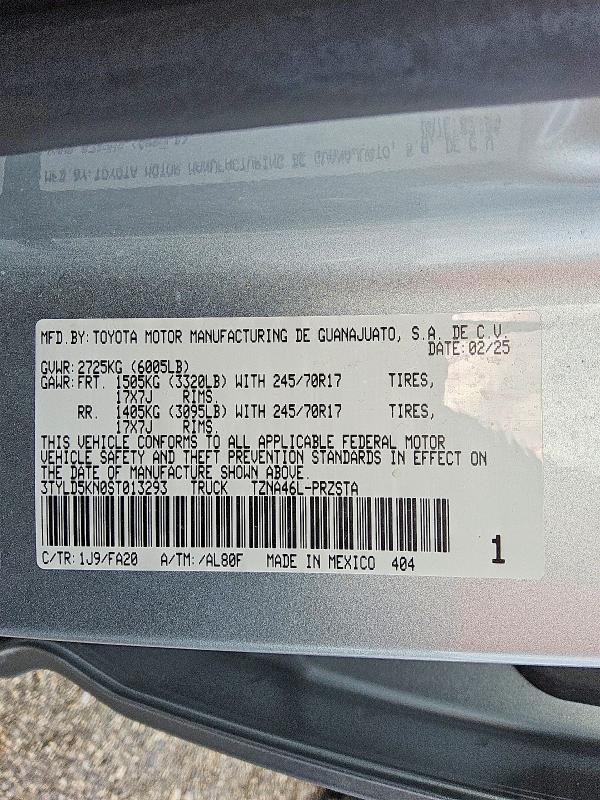 MFD.BY: TOYOTA MOTOR MANUFACTURING DE GUANAJUATO, S.A. DE C.V.
DATE: 02/25
GVWR: 2725KG (6005LB)
GAWR: FRT. 1505KG (3320LB) WITH 245/70R17 TIRES,
17X7J RIMS.
RR. 1405KG (3095LB) WITH 245/70R17 TIRES,
17X7J RIMS.
THIS VEHICLE CONFORMS TO ALL APPLICABLE FEDERAL MOTOR
VEHICLE SAFETY AND THEFT PREVENTION STANDARDS IN EFFECT ON
THE DATE OF MANUFACTURE SHOWN ABOVE.
3TYLD5KN0ST013293 TRUCK TZNA46L-PRZSTA
C/TR: 1J9/FA20 A/TM: /AL80F MADE IN MEXICO 404
1